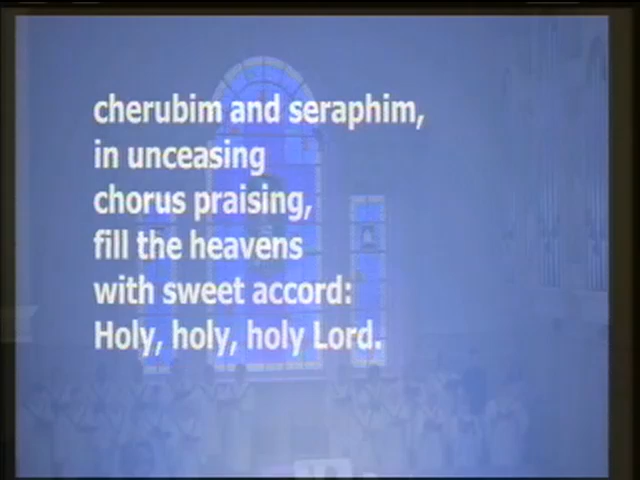 cherubim and seraphim,
in unceasing
chorus praising,
fill the heavens
with sweet accord:
Holy, holy, holy Lord.